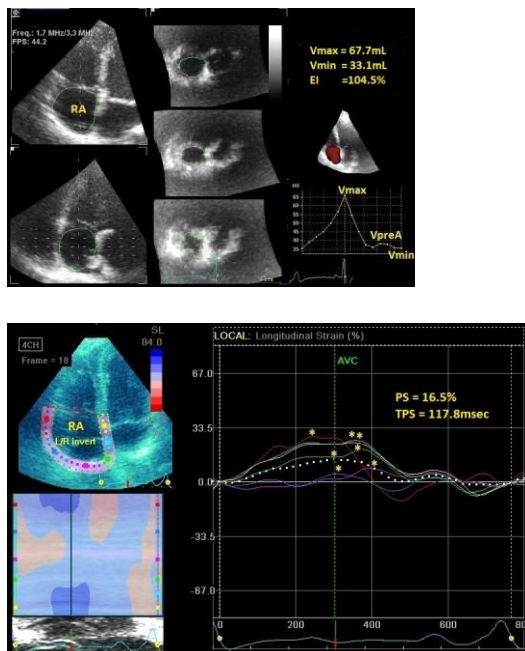 Freq.: 1.7 MHz/3.3 MHz
FPS: 44.2
RA
Vmax = 67.7mL
Vmin = 33.1mL
EI =104.5%
Vmax
VpreA
Vmin
4CH
Frame = 18
SL
84.0
RA
L/R invert
LOCAL: Longitudinal Strain (%)
AVC
PS = 16.5%
TPS = 117.8msec
67.0
33.5
0.0
-33.5
-67.0
0
200
400
600